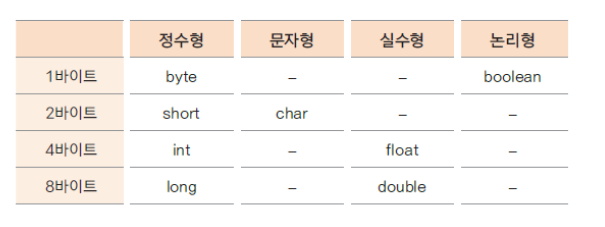 정수형 문자형 실수형 논리형
1바이트 byte – – boolean
2바이트 short char – –
4바이트 int – float –
8바이트 long – double –